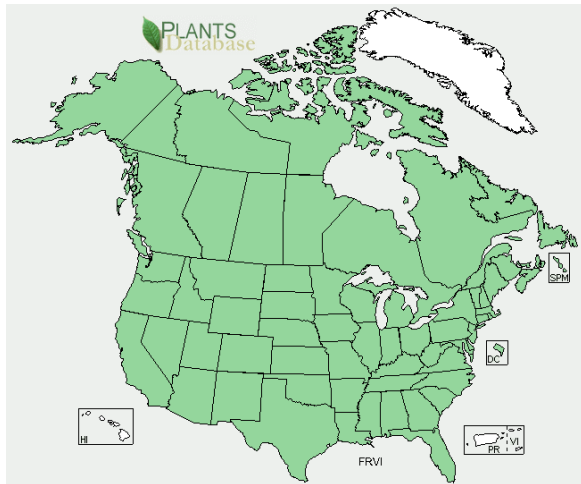 PLANTS
Database
SPM
DC
HI
PR
VI
FRVI